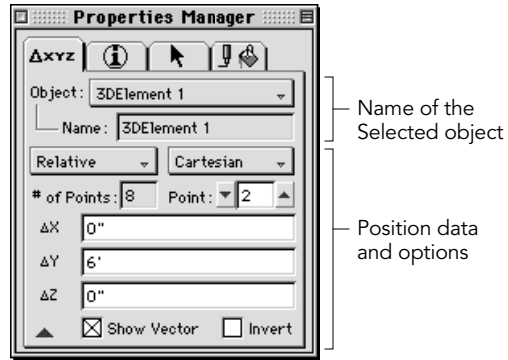 Properties Manager
Δxyz
Object: 3DElement 1
Name: 3DElement 1
Name of the
Selected object
Relative Cartesian
# of Points: 8 Point: 2
ΔX 0"
ΔY 6'
ΔZ 0"
Show Vector Invert
Position data
and options